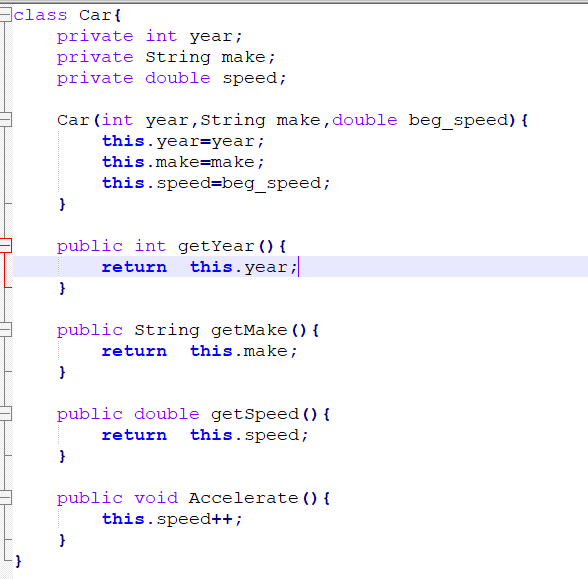 class Car{
    private int year;
    private String make;
    private double speed;

    Car(int year,String make,double beg_speed){
        this.year=year;
        this.make=make;
        this.speed=beg_speed;
    }

    public int getYear(){
        return  this.year;
    }

    public String getMake(){
        return  this.make;
    }

    public double getSpeed(){
        return  this.speed;
    }

    public void Accelerate(){
        this.speed++;
    }
}